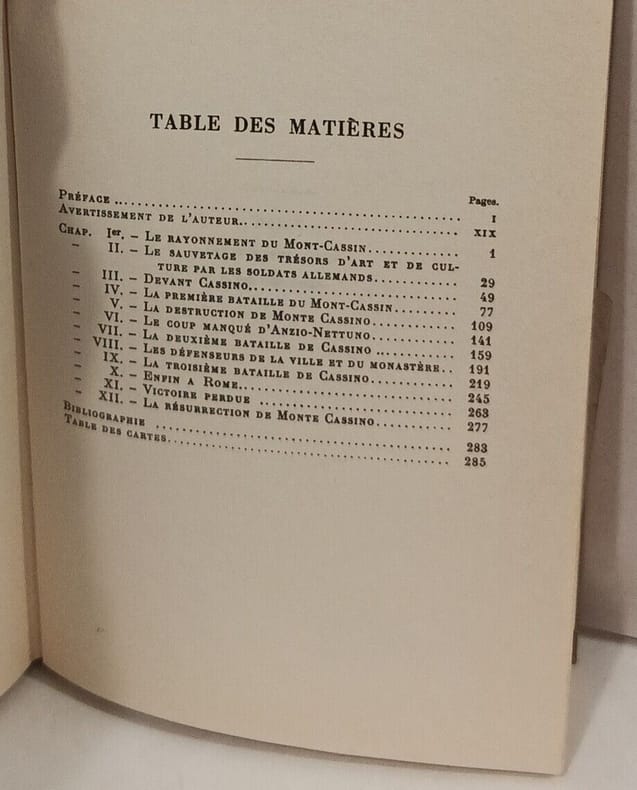 TABLE DES MATIÈRES
Pages.
PRÉFACE .. I
AVERTISSEMENT DE L'AUTEUR.. XIX
CHAP. Ier. – LE RAYONNEMENT DU MONT-CASSIN 1
– II. – LE SAUVETAGE DES TRÉSORS D'ART ET DE CUL-
TURE PAR LES SOLDATS ALLEMANDS 29
– III. – DEVANT CASSINO 49
– IV. – LA PREMIÈRE BATAILLE DU MONT-CASSIN 77
– V. – LA DESTRUCTION DE MONTE CASSINO 109
– VI. – LE COUP MANQUÉ D'ANZIO-NETTUNO 141
– VII. – LA DEUXIÈME BATAILLE DE CASSINO 159
– VIII. – LES DÉFENSEURS DE LA VILLE ET DU MONASTÈRE 191
– IX. – LA TROISIÈME BATAILLE DE CASSINO 219
– X. – ENFIN A ROME 245
– XI. – VICTOIRE PERDUE 263
– XII. – LA RÉSURRECTION DE MONTE CASSINO 277
BIBLIOGRAPHIE 283
TABLE DES CARTES 285